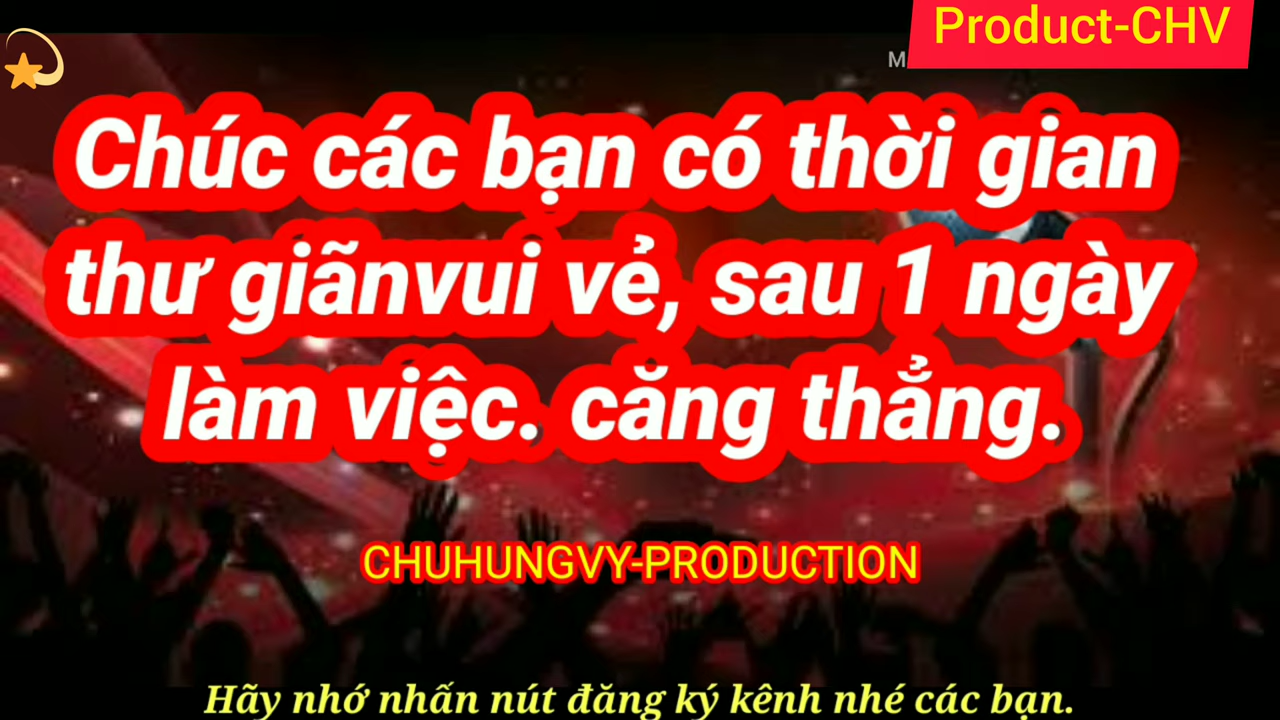 Product-CHV
M
Chúc các bạn có thời gian
thư giãnvui vẻ, sau 1 ngày
làm việc. căng thẳng.
CHUHUNGVY-PRODUCTION
Hãy nhớ nhấn nút đăng ký kênh nhé các bạn.